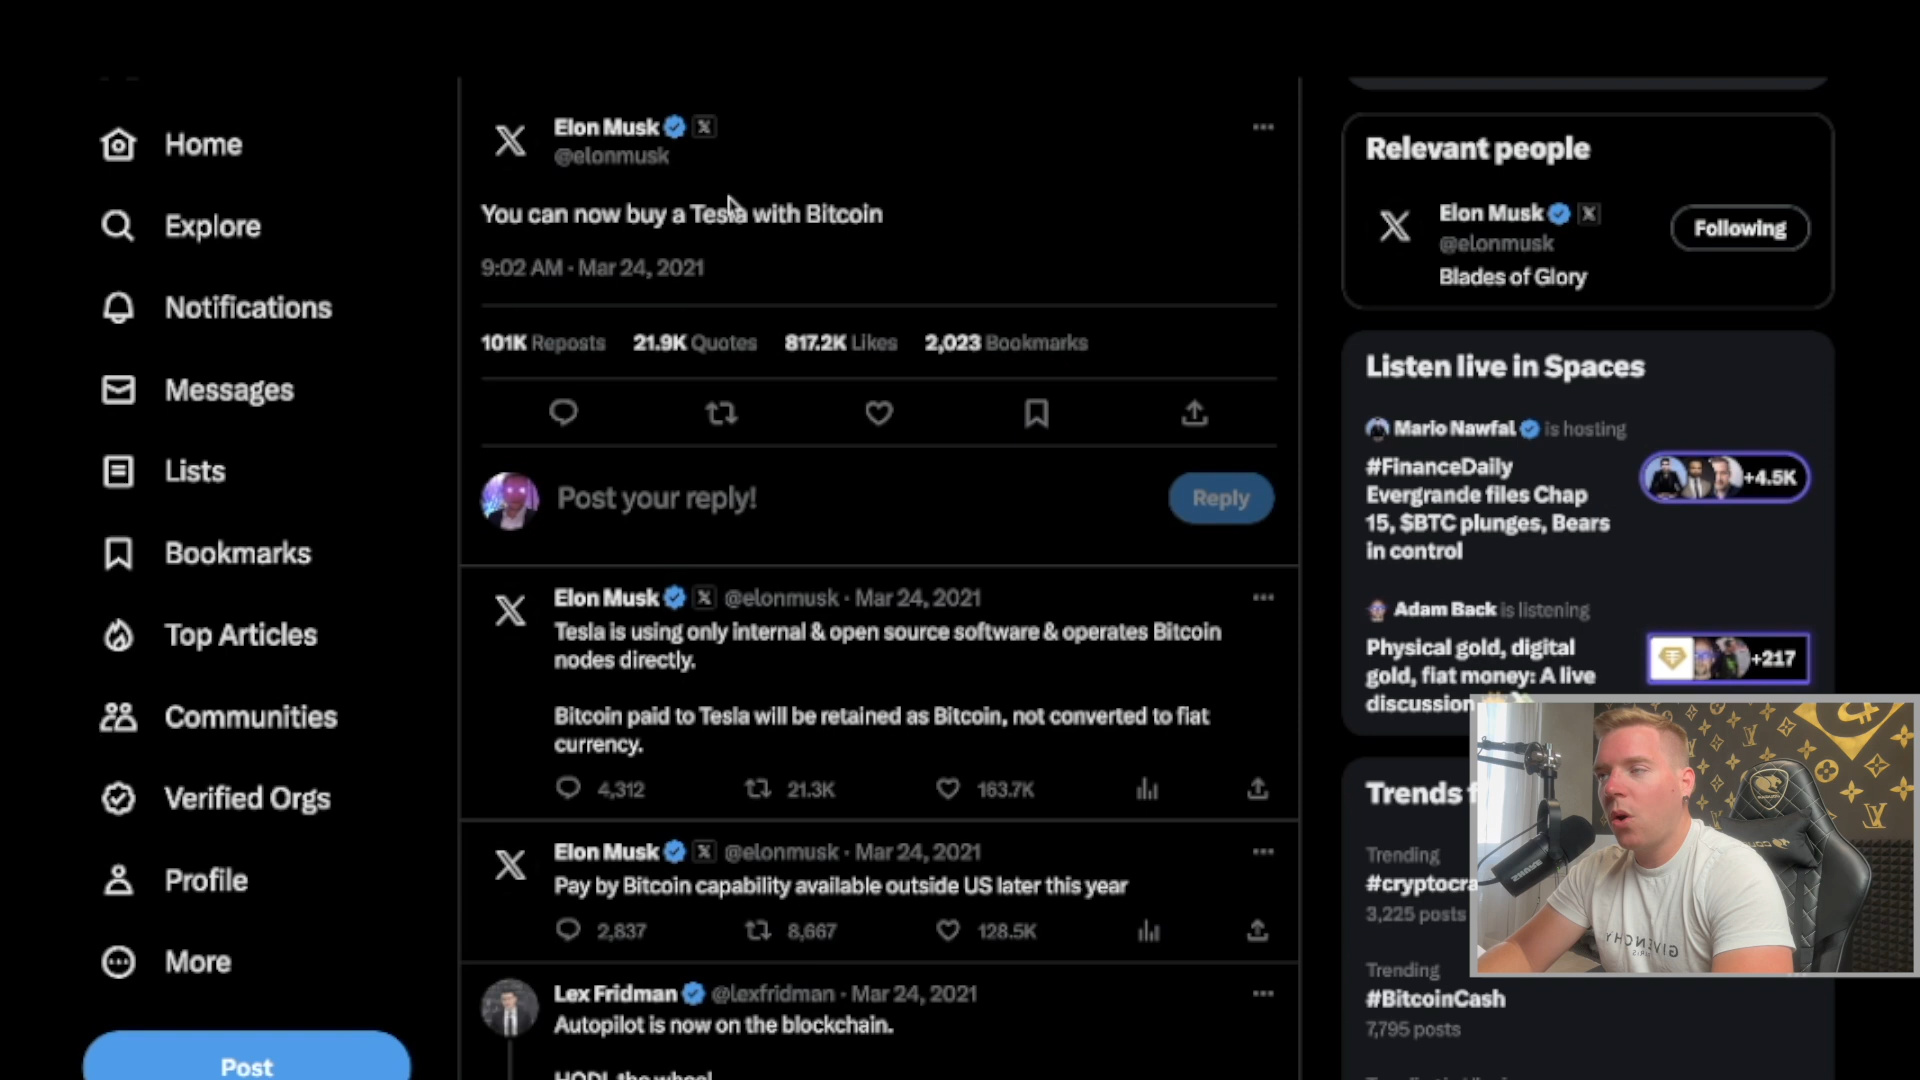 Home
Explore
Notifications
Messages
Lists
Bookmarks
Top Articles
Communities
Verified Orgs
Profile
More
Post
Elon Musk
@elonmusk
You can now buy a Tesla with Bitcoin
9:02 AM · Mar 24, 2021
101K Reposts 21.9K Quotes 817.2K Likes 2,023 Bookmarks
Post your reply!
Reply
Elon Musk @elonmusk · Mar 24, 2021
Tesla is using only internal & open source software & operates Bitcoin
nodes directly.
Bitcoin paid to Tesla will be retained as Bitcoin, not converted to fiat
currency.
4,312 21.3K 163.7K
Elon Musk @elonmusk · Mar 24, 2021
Pay by Bitcoin capability available outside US later this year
2,837 8,667 128.5K
Lex Fridman @lexfridman · Mar 24, 2021
Autopilot is now on the blockchain.
HODL the wheel
Relevant people
Elon Musk
@elonmusk
Following
Blades of Glory
Listen live in Spaces
Mario Nawfal is hosting
#FinanceDaily
Evergrande files Chap
15, $BTC plunges, Bears
in control
+4.5K
Adam Back is listening
Physical gold, digital
gold, fiat money: A live
discussion
+217
Trends
Trending
#cryptocra
3,225 posts
Trending
#BitcoinCash
7,795 posts
GIVENCHY